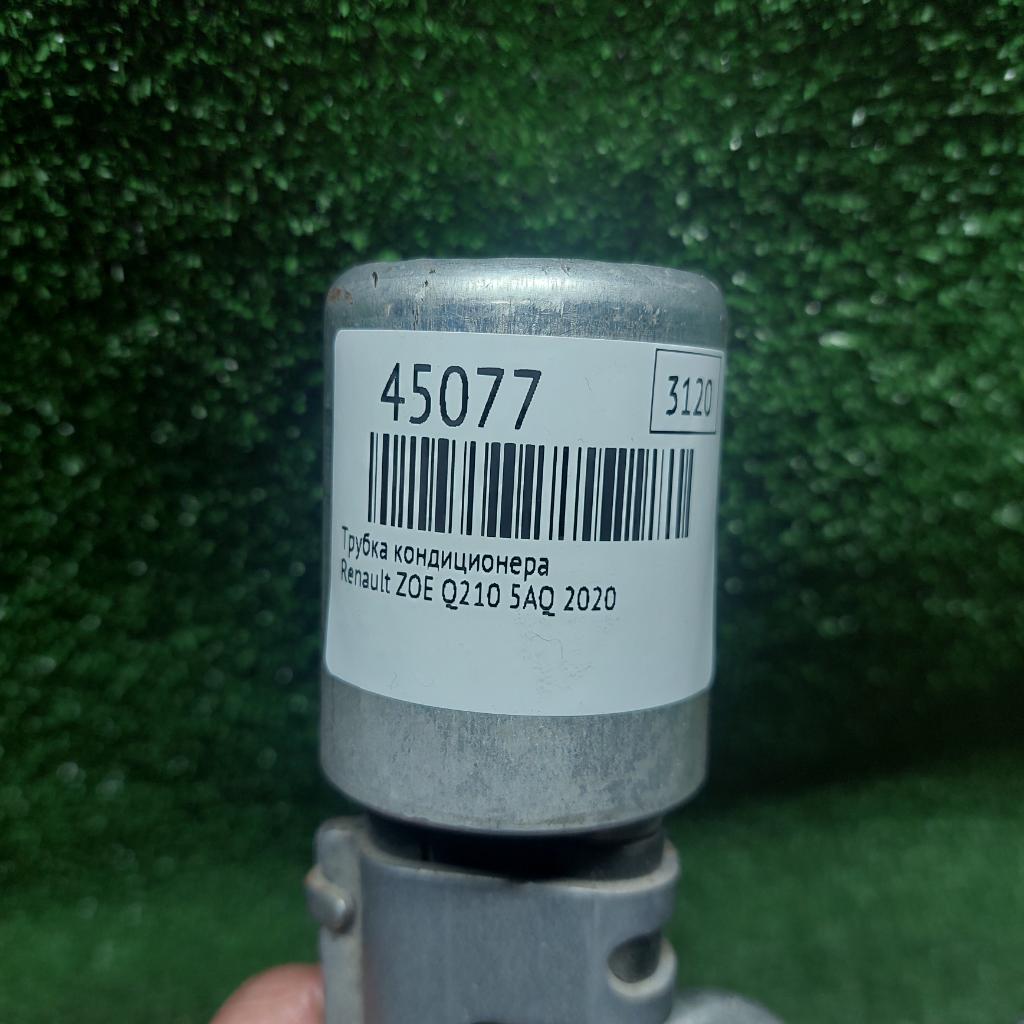 45077
3120
Трубка кондиционера
Renault ZOE Q210 5AQ 2020